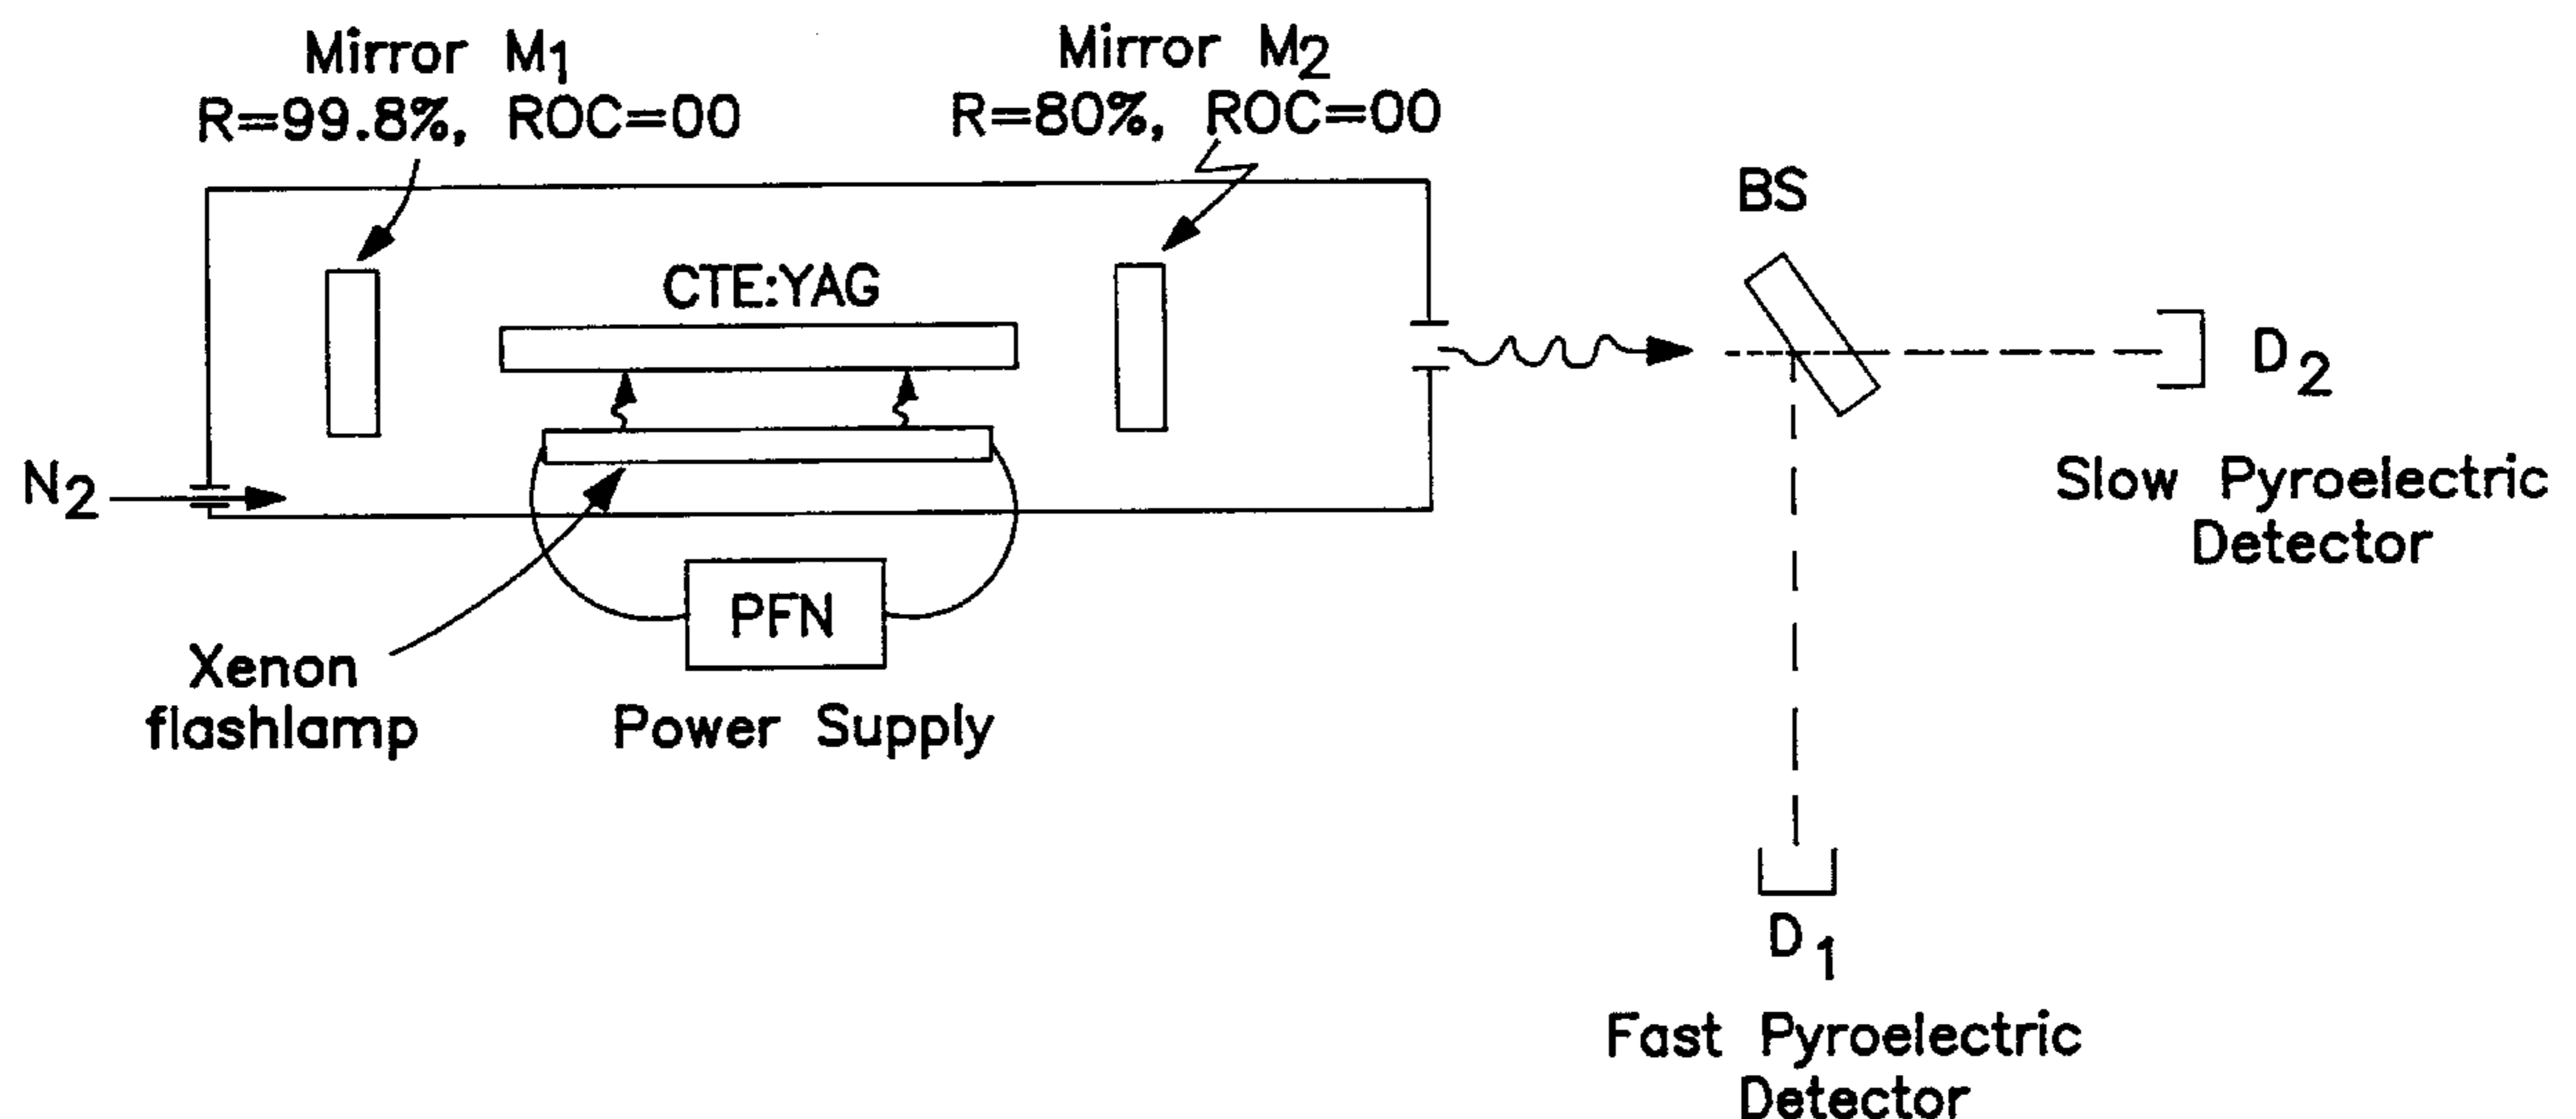 Mirror M1
R=99.8%, ROC=00
Mirror M2
R=80%, ROC=00
BS
CTE:YAG
D2
Slow Pyroelectric
Detector
N2
PFN
Xenon
flashlamp
Power Supply
D1
Fast Pyroelectric
Detector